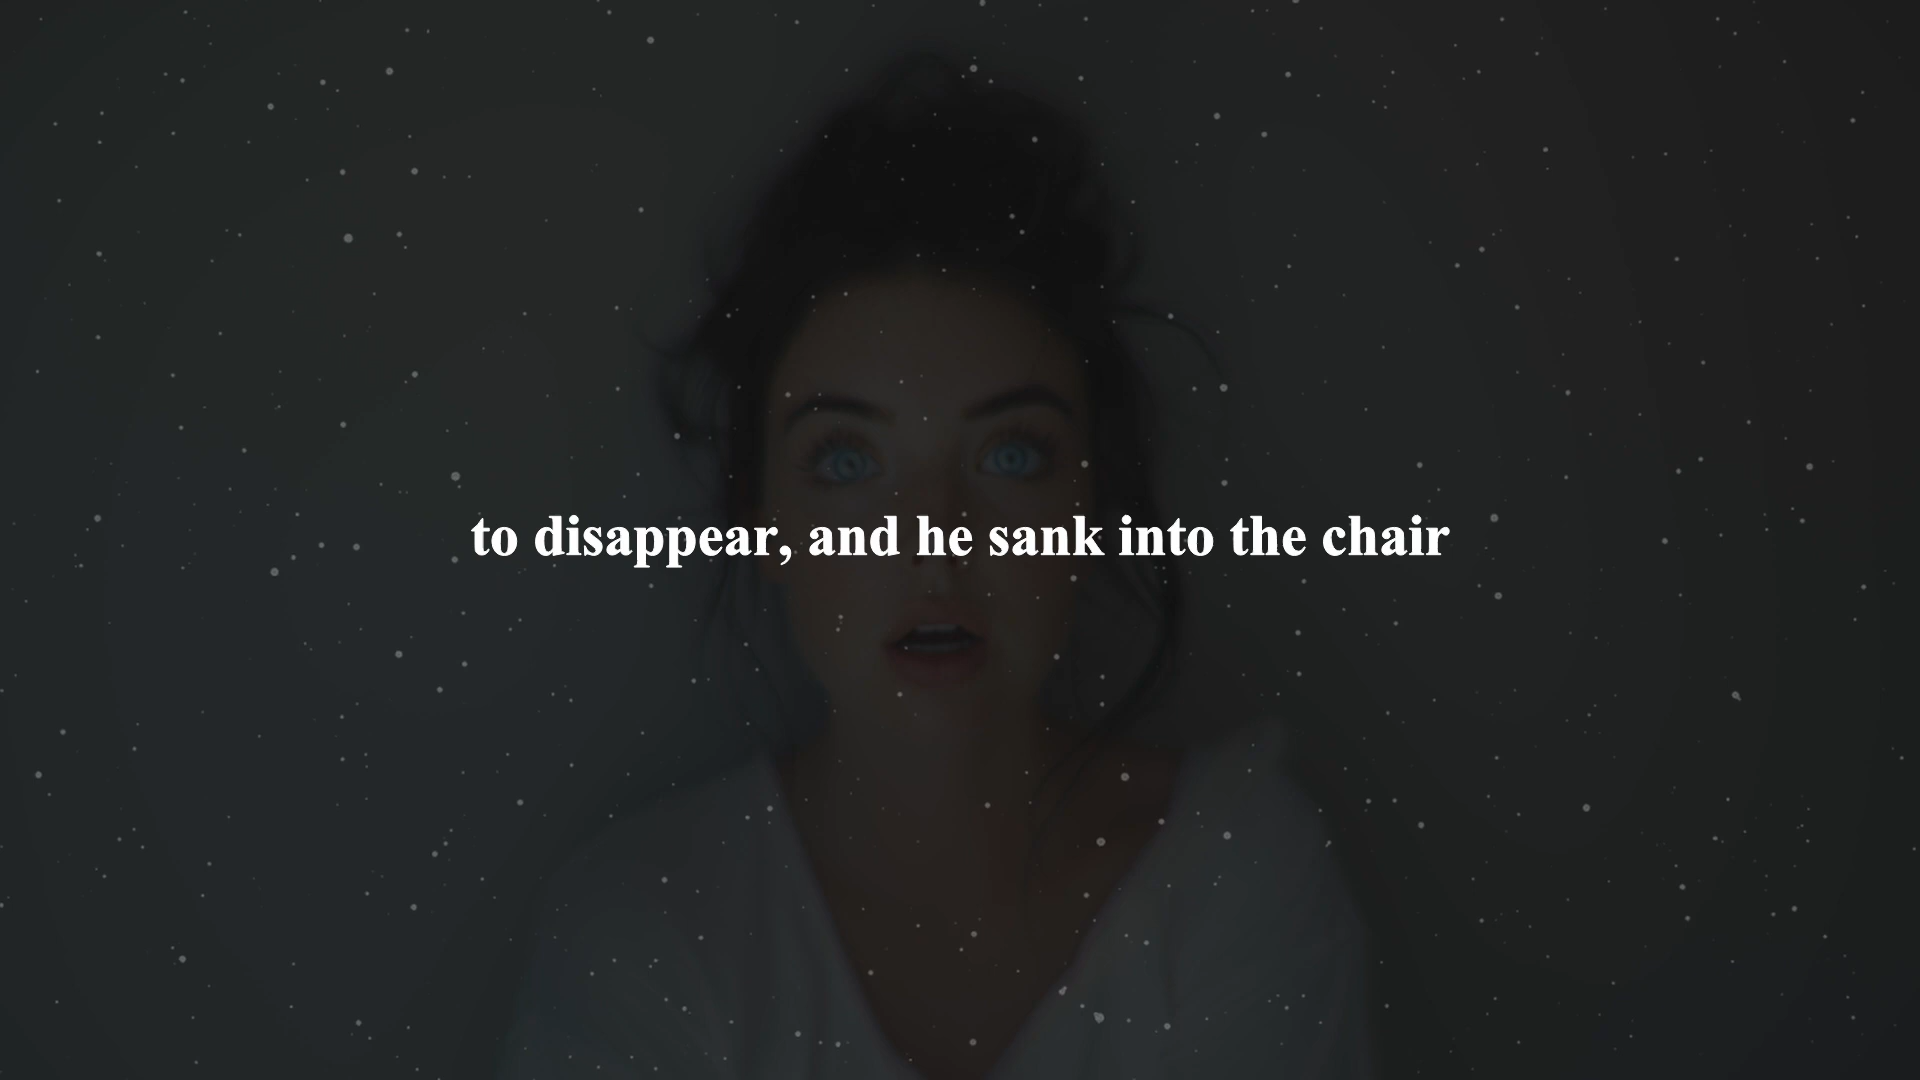 to disappear, and he sank into the chair